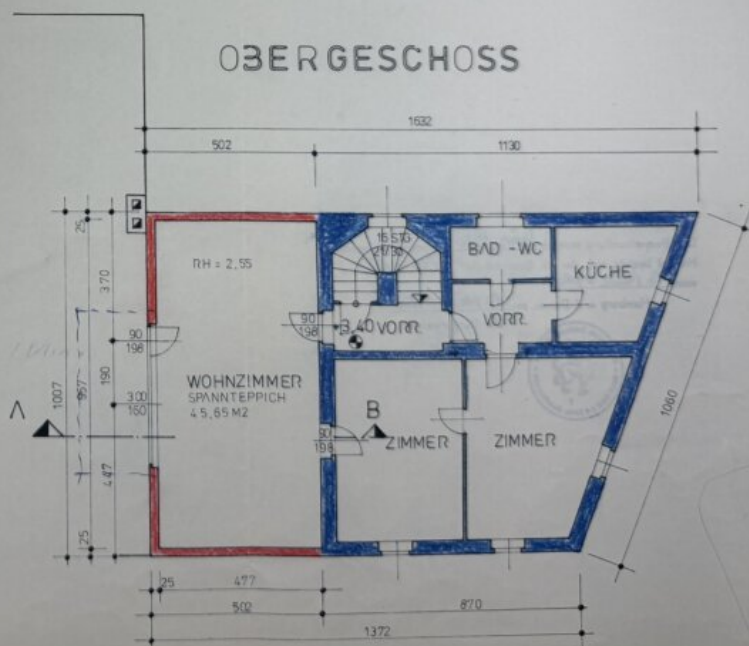 OBERGESCHOSS
1632
502
1130
25
370
RH = 2,55
16 STG
BAD -WC
KÜCHE
90
198
90
198
3,40 VORR.
VORR.
1007
957
190
WOHNZIMMER
SPANNTEPPICH
45,65 M2
300
160
A
B
90
198
ZIMMER
ZIMMER
1060
447
25
25
477
502
870
1372